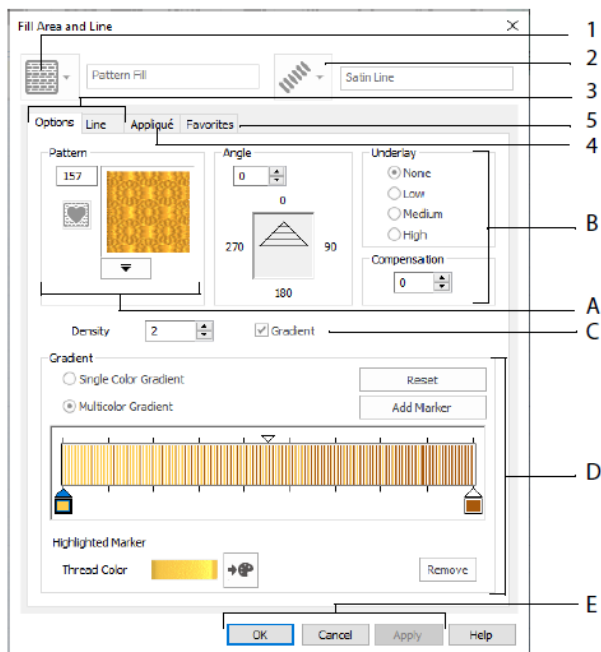 Fill Area and Line
1
2
Pattern Fill
Satin Line
3
Options Line Appliqué Favorites
5
4
Pattern
Angle
Underlay
157
0
None
0
Low
Medium
B
270
90
High
Compensation
0
180
A
Density 2
Gradient
C
Gradient
Single Color Gradient
Reset
Multicolor Gradient
Add Marker
D
Highlighted Marker
Thread Color
Remove
E
OK Cancel Apply Help